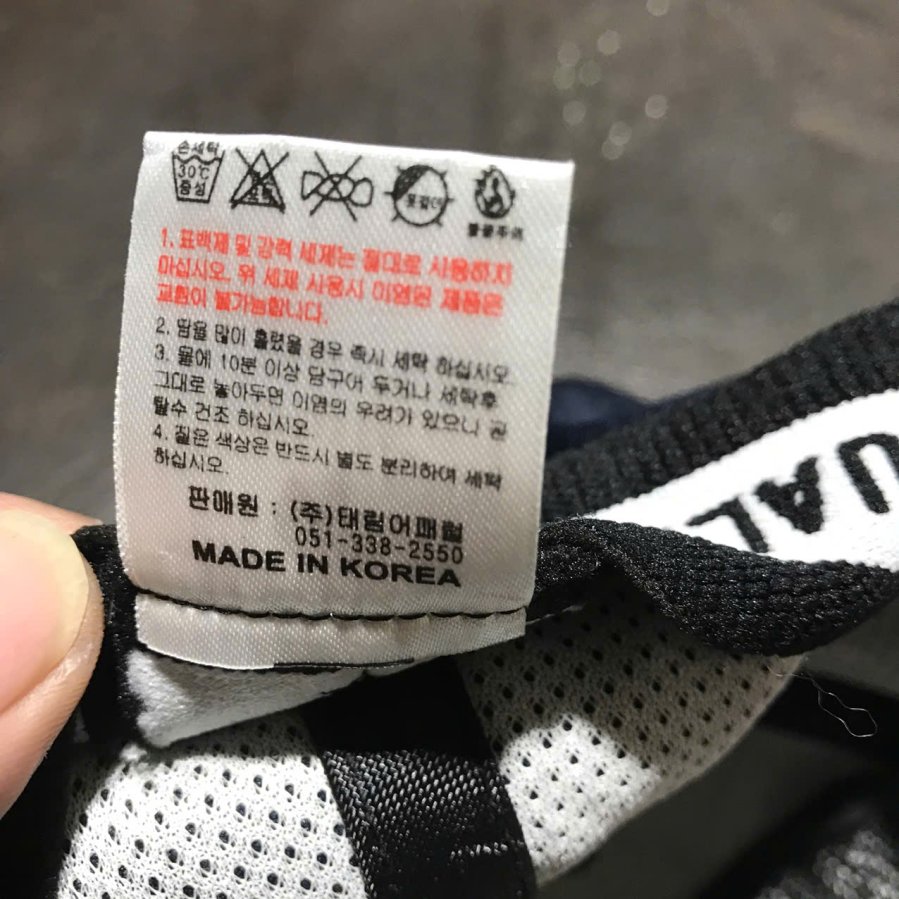 손세탁
30℃
중성
옷걸이
불꽃주의
1. 표백제 및 강력 세제는 절대로 사용하지
마십시오. 위 세제 사용시 이염된 제품은
교환이 불가능합니다.
2. 땀을 많이 흘렸을 경우 즉시 세탁 하십시오.
3. 물에 10분 이상 담구어 두거나 세탁후
그대로 놓아두면 이염의 우려가 있으니 곧
탈수 건조 하십시오.
4. 짙은 색상은 반드시 별도 분리하여 세탁
하십시오.
판매원 : (주)태림어패럴
051-338-2550
MADE IN KOREA
UAL